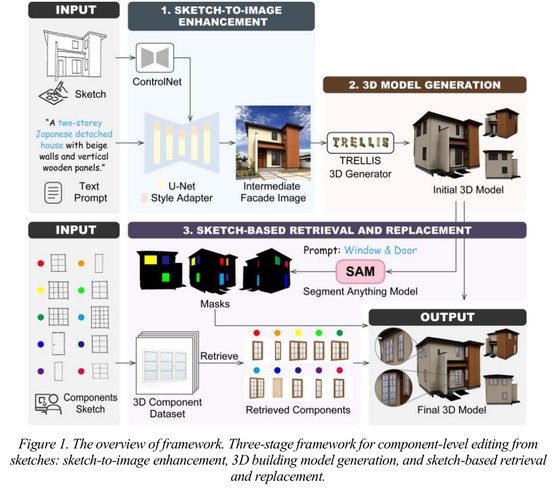 INPUT
1. SKETCH-TO-IMAGE
ENHANCEMENT
Sketch
ControlNet
"A two-storey
Japanese detached
house with beige
walls and vertical
wooden panels."
Text
Prompt
U-Net
Style Adapter
Intermediate
Facade Image
2. 3D MODEL GENERATION
TRELLIS
TRELLIS
3D Generator
Initial 3D Model
INPUT
3. SKETCH-BASED RETRIEVAL AND REPLACEMENT
Prompt: Window & Door
SAM
Segment Anything Model
Masks
Components
Sketch
3D Component
Dataset
Retrieve
Retrieved Components
OUTPUT
Final 3D Model
Figure 1. The overview of framework. Three-stage framework for component-level editing from
sketches: sketch-to-image enhancement, 3D building model generation, and sketch-based retrieval
and replacement.